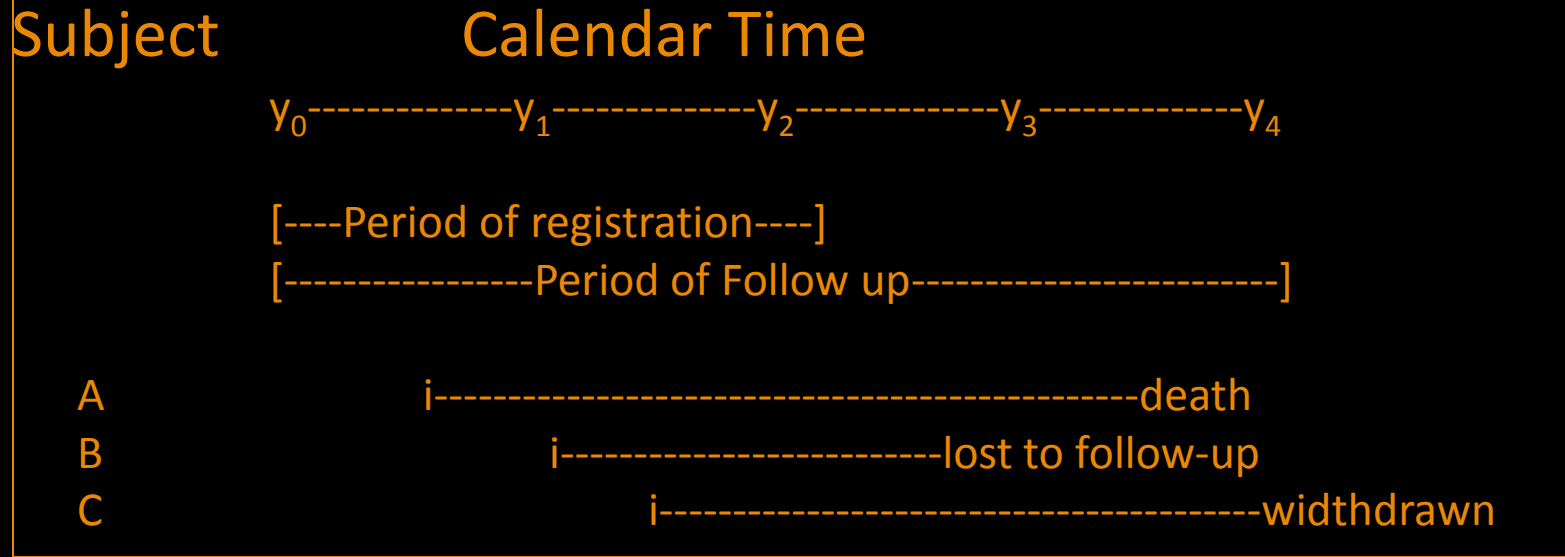 Subject Calendar Time
y₀--------------y₁--------------y₂--------------y₃--------------y₄
[----Period of registration----]
[-----------------Period of Follow up-------------------------]
A i------------------------------------------------death
B i--------------------------lost to follow-up
C i-----------------------------------------widthdrawn